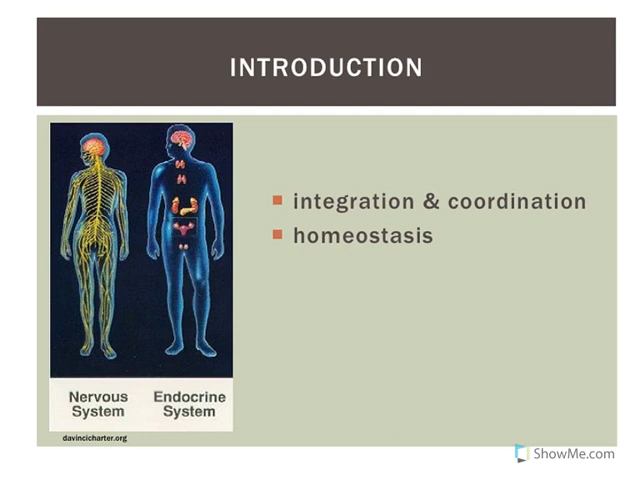 INTRODUCTION
integration & coordination
homeostasis
Nervous System
Endocrine System
davincicharter.org
ShowMe.com